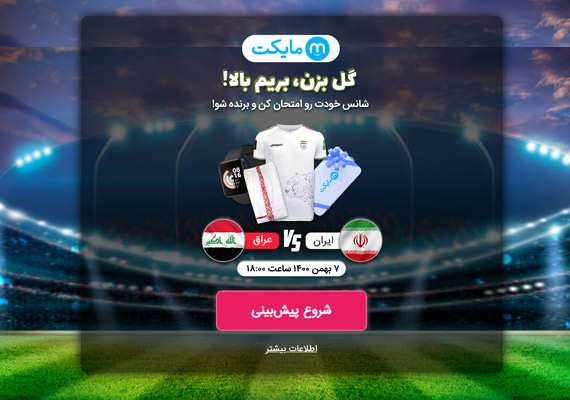 مایکت
گل بزن، بریم بالا!
شانس خودت رو امتحان کن و برنده شو!
مایکت
ایران
VS
عراق
۷ بهمن ۱۴۰۰ ساعت ۱۸:۰۰
شروع پیش‌بینی
اطلاعات بیشتر